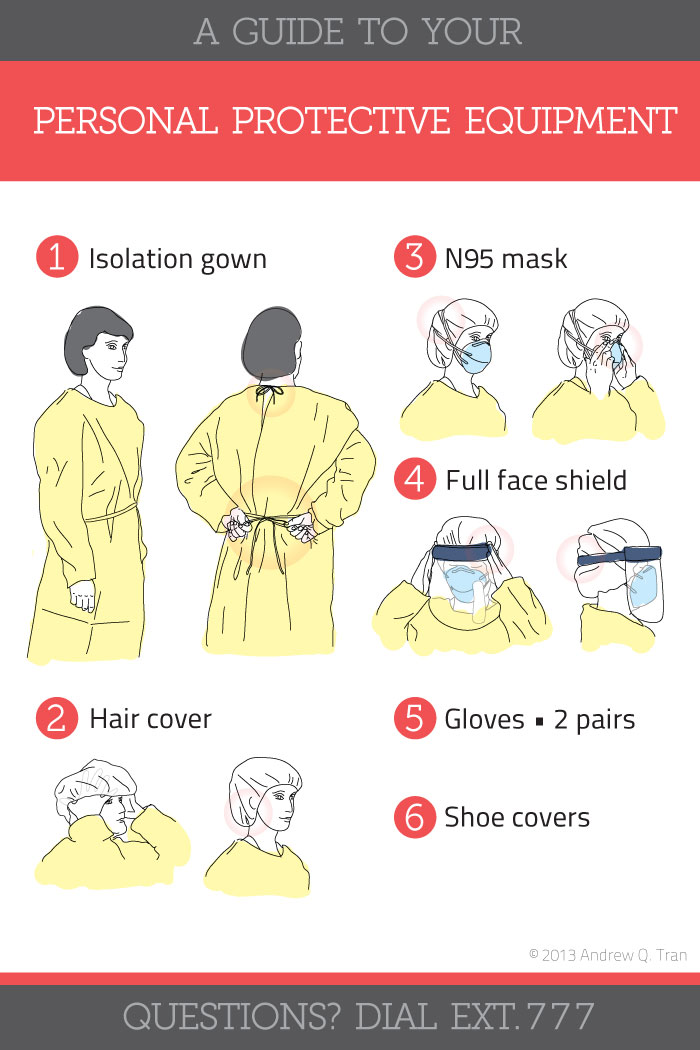 A GUIDE TO YOUR
PERSONAL PROTECTIVE EQUIPMENT
1 Isolation gown
2 Hair cover
3 N95 mask
4 Full face shield
5 Gloves ▪ 2 pairs
6 Shoe covers
© 2013 Andrew Q. Tran
QUESTIONS? DIAL EXT. 777